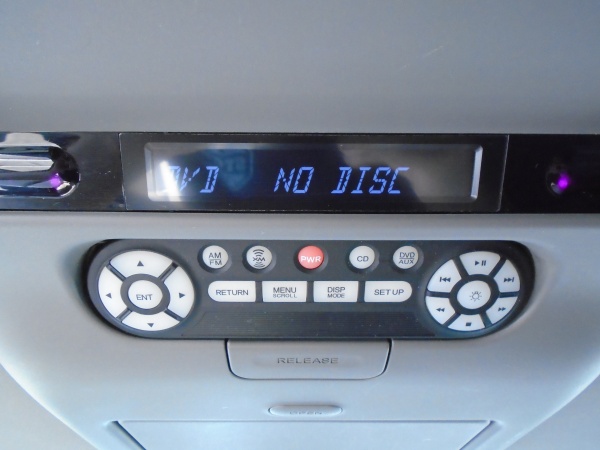 DVD NO DISC
AM FM XM PWR CD DVD AUX
ENT RETURN MENU SCROLL DISP MODE SET UP
RELEASE
OPEN